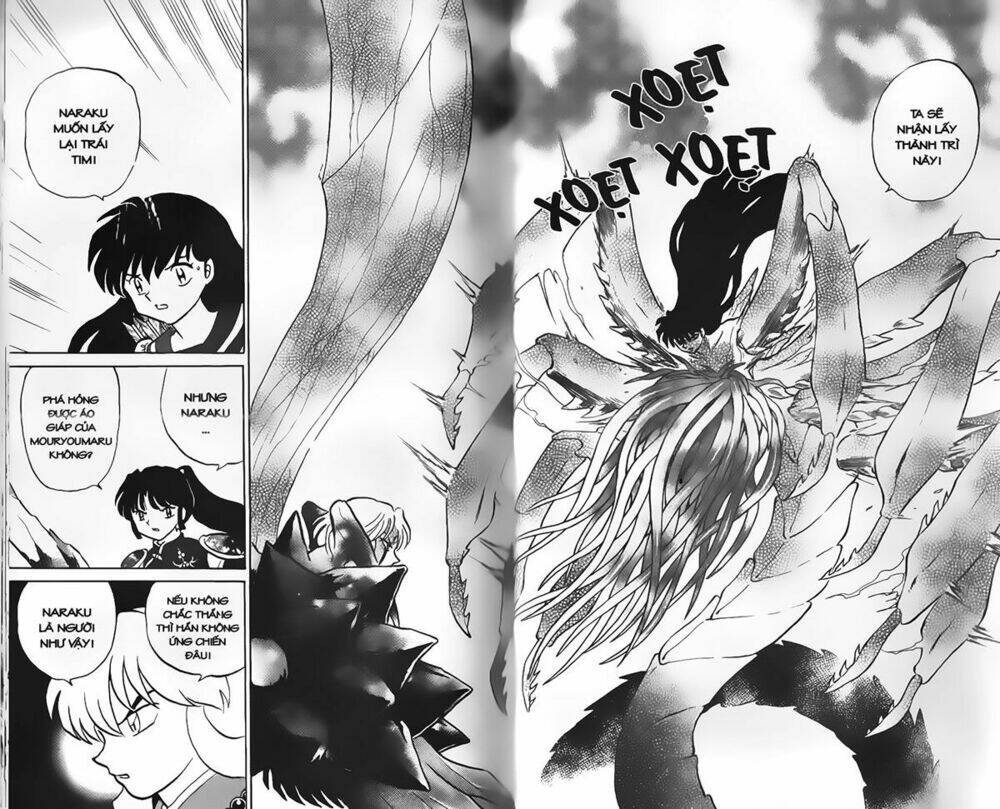 TA SẼ
NHẬN LẤY
THÀNH TRÌ
NÀY!
XOẸT
XOẸT
XOẸT
NARAKU
MUỐN LẤY
LẠI TRÁI
TIM!
NHƯNG
NARAKU
...
PHÁ HỎNG
ĐƯỢC ÁO
GIÁP CỦA
MOURYOUMARU
KHÔNG?
NẾU KHÔNG
CHẮC THẮNG
THÌ HẮN KHÔNG
ỨNG CHIẾN
ĐÂU!
NARAKU
LÀ NGƯỜI
NHƯ VẬY!